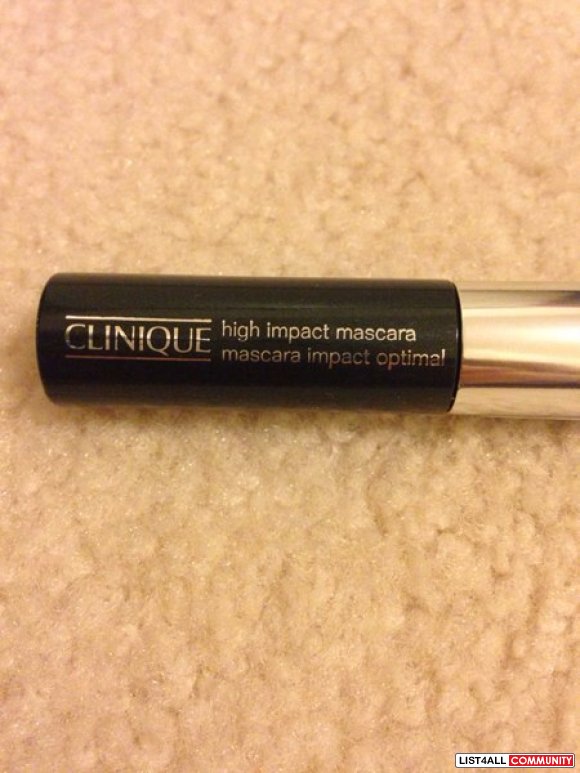 CLINIQUE
high impact mascara
mascara impact optimal
LIST4ALL COMMUNITY